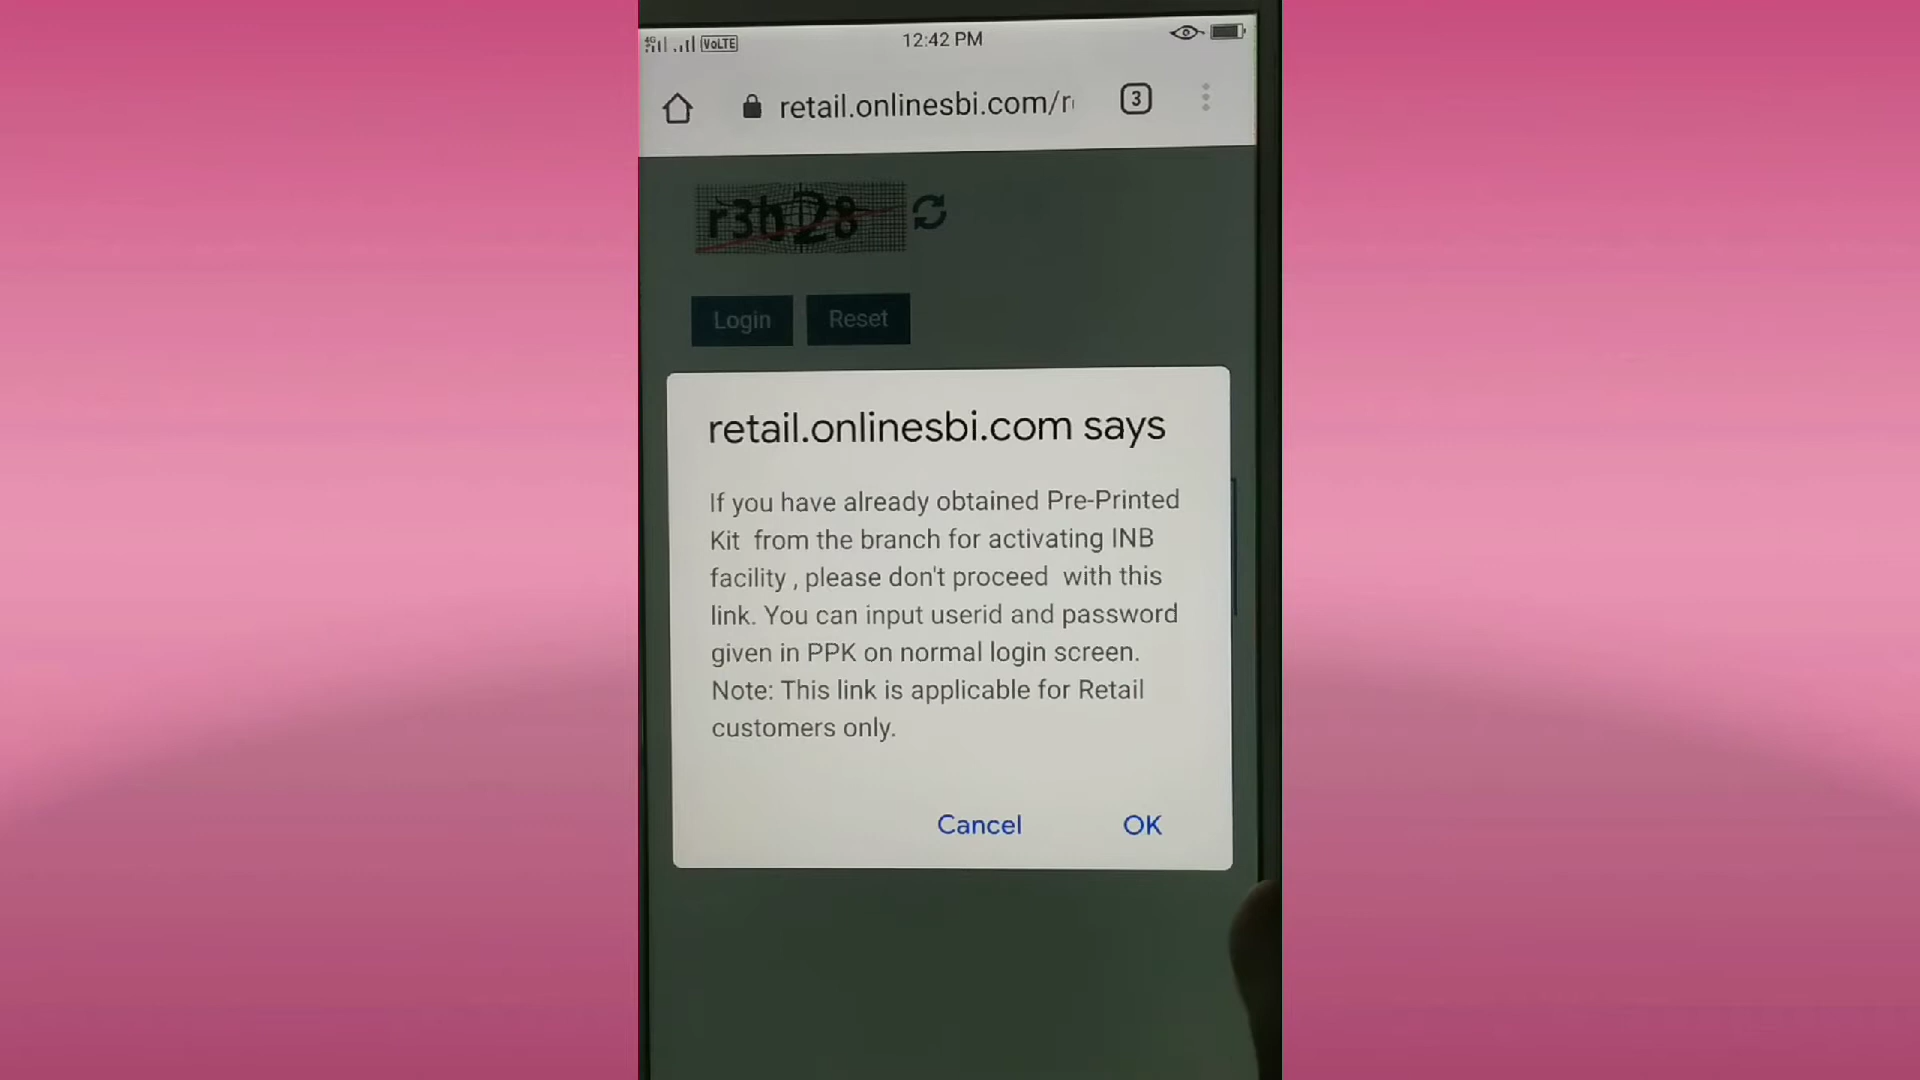 4G VoLTE 12:42 PM
retail.onlinesbi.com/r 3
r3h28
Login Reset
retail.onlinesbi.com says
If you have already obtained Pre-Printed
Kit from the branch for activating INB
facility , please don't proceed with this
link. You can input userid and password
given in PPK on normal login screen.
Note: This link is applicable for Retail
customers only.
Cancel OK